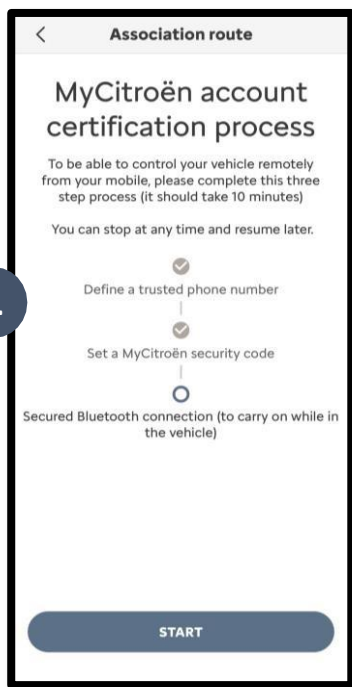 Association route
MyCitroën account
certification process
To be able to control your vehicle remotely
from your mobile, please complete this three
step process (it should take 10 minutes)
You can stop at any time and resume later.
Define a trusted phone number
Set a MyCitroën security code
Secured Bluetooth connection (to carry on while in
the vehicle)
START